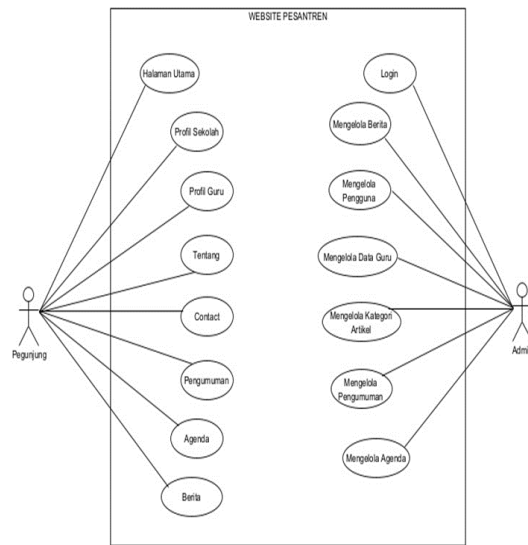 WEBSITE PESANTREN
Halaman Utama
Profil Sekolah
Profil Guru
Tentang
Contact
Pengumuman
Agenda
Berita
Pegunjung
Login
Mengelola Berita
Mengelola
Pengguna
Mengelola Data Guru
Mengelola Kategori
Artikel
Mengelola
Pengumuman
Mengelola Agenda
Admi